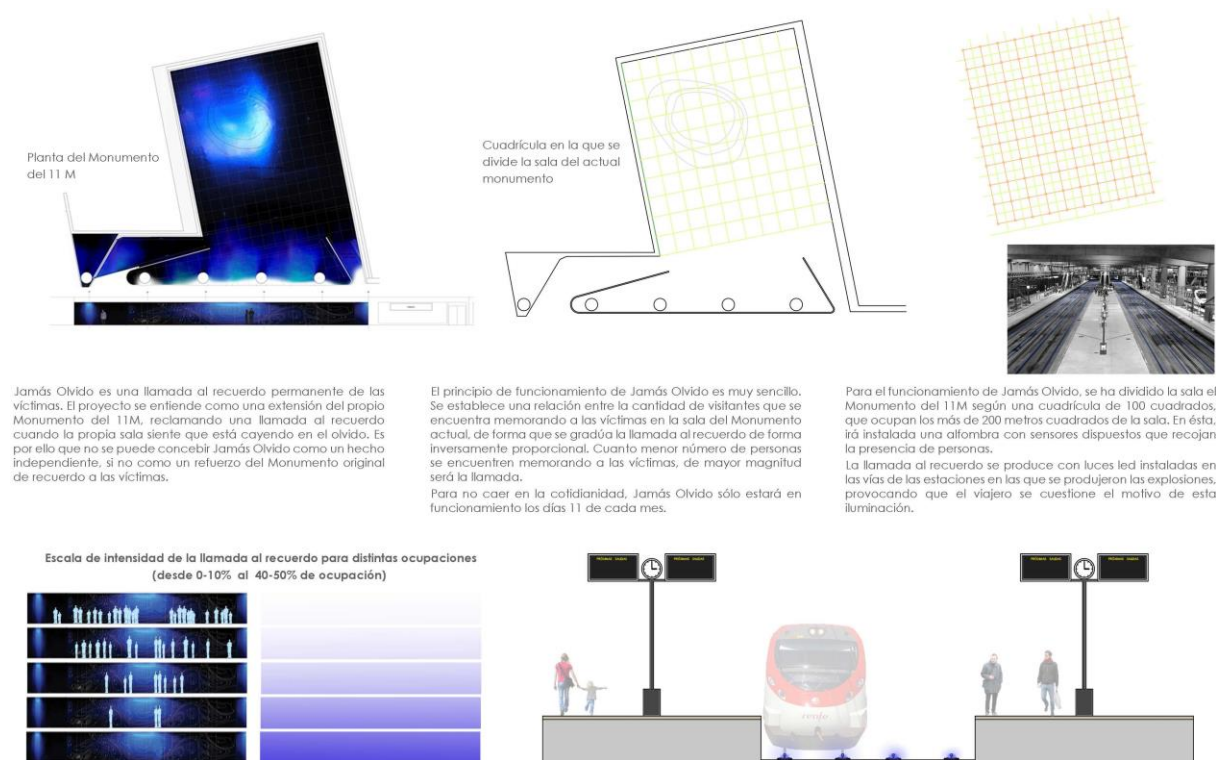 Planta del Monumento
del 11 M
Cuadrícula en la que se
divide la sala del actual
monumento
Jamás Olvido es una llamada al recuerdo permanente de las
víctimas. El proyecto se entiende como una extensión del propio
Monumento del 11M, reclamando una llamada al recuerdo
cuando la propia sala siente que está cayendo en el olvido. Es
por ello que no se puede concebir Jamás Olvido como un hecho
independiente, si no como un refuerzo del Monumento original
de recuerdo a las víctimas.
El principio de funcionamiento de Jamás Olvido es muy sencillo.
Se establece una relación entre la cantidad de visitantes que se
encuentra memorando a las víctimas en la sala del Monumento
actual, de forma que se gradúa la llamada al recuerdo de forma
inversamente proporcional. Cuanto menor número de personas
se encuentren memorando a las víctimas, de mayor magnitud
será la llamada.
Para no caer en la cotidianidad, Jamás Olvido sólo estará en
funcionamiento los días 11 de cada mes.
Para el funcionamiento de Jamás Olvido, se ha dividido la sala el
Monumento del 11M según una cuadrícula de 100 cuadrados,
que ocupan los más de 200 metros cuadrados de la sala. En ésta,
irá instalada una alfombra con sensores dispuestos que recojan
la presencia de personas.
La llamada al recuerdo se produce con luces led instaladas en
las vías de las estaciones en las que se produjeron las explosiones,
provocando que el viajero se cuestione el motivo de esta
iluminación.
Escala de intensidad de la llamada al recuerdo para distintas ocupaciones
(desde 0-10% al 40-50% de ocupación)
PRÓXIMAS SALIDAS
PRÓXIMAS SALIDAS
PRÓXIMAS SALIDAS
PRÓXIMAS SALIDAS
renfe